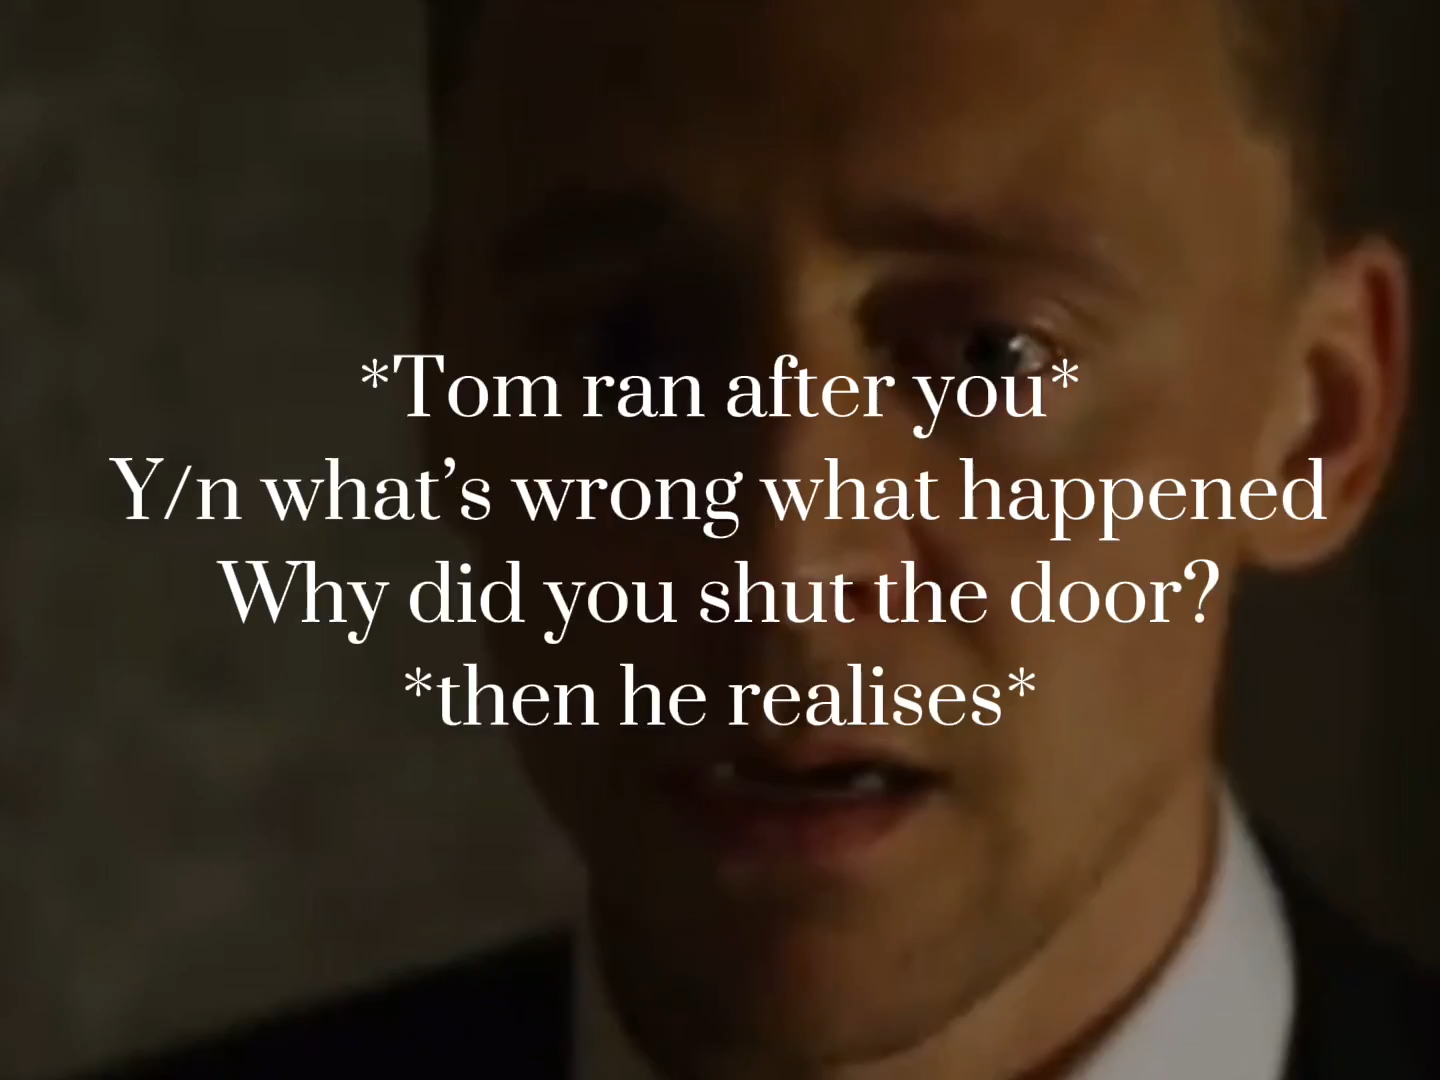 *Tom ran after you*
Y/n what’s wrong what happened
Why did you shut the door?
*then he realises*